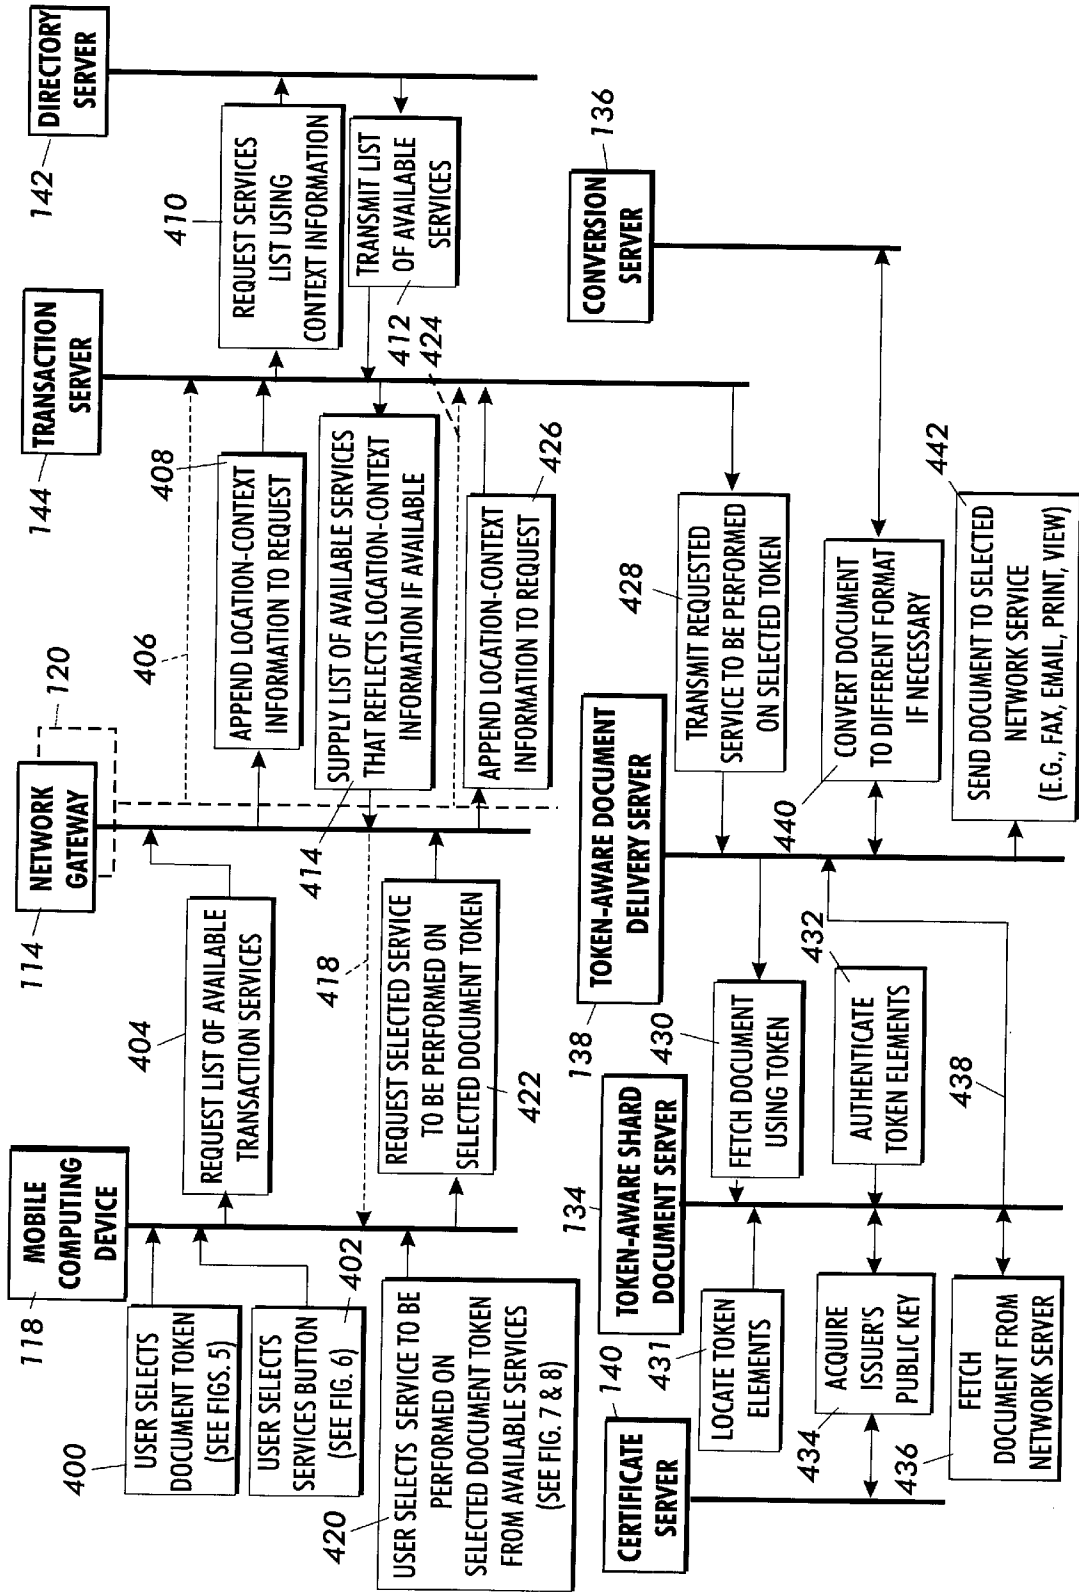 118
MOBILE
COMPUTING
DEVICE
114
NETWORK
GATEWAY
120
144
TRANSACTION
SERVER
142
DIRECTORY
SERVER
400
USER SELECTS
DOCUMENT TOKEN
(SEE FIGS. 5)
USER SELECTS
SERVICES BUTTON
(SEE FIG. 6)
402
404
REQUEST LIST OF AVAILABLE
TRANSACTION SERVICES
406
408
APPEND LOCATION-CONTEXT
INFORMATION TO REQUEST
410
REQUEST SERVICES
LIST USING
CONTEXT INFORMATION
TRANSMIT LIST
OF AVAILABLE
SERVICES
412
414
SUPPLY LIST OF AVAILABLE SERVICES
THAT REFLECTS LOCATION-CONTEXT
INFORMATION IF AVAILABLE
418
420
USER SELECTS SERVICE TO BE
PERFORMED ON
SELECTED DOCUMENT TOKEN
FROM AVAILABLE SERVICES
(SEE FIG. 7 & 8)
REQUEST SELECTED SERVICE
TO BE PERFORMED ON
SELECTED DOCUMENT TOKEN
422
424
APPEND LOCATION-CONTEXT
INFORMATION TO REQUEST
426
CERTIFICATE
SERVER
140
134
TOKEN-AWARE SHARD
DOCUMENT SERVER
138
TOKEN-AWARE DOCUMENT
DELIVERY SERVER
CONVERSION
SERVER
136
TRANSMIT REQUESTED
SERVICE TO BE PERFORMED
ON SELECTED TOKEN
428
FETCH DOCUMENT
USING TOKEN
430
431
LOCATE TOKEN
ELEMENTS
AUTHENTICATE
TOKEN ELEMENTS
432
434
ACQUIRE
ISSUER'S
PUBLIC KEY
436
FETCH
DOCUMENT FROM
NETWORK SERVER
438
440
CONVERT DOCUMENT
TO DIFFERENT FORMAT
IF NECESSARY
SEND DOCUMENT TO SELECTED
NETWORK SERVICE
(E.G., FAX, EMAIL, PRINT, VIEW)
442